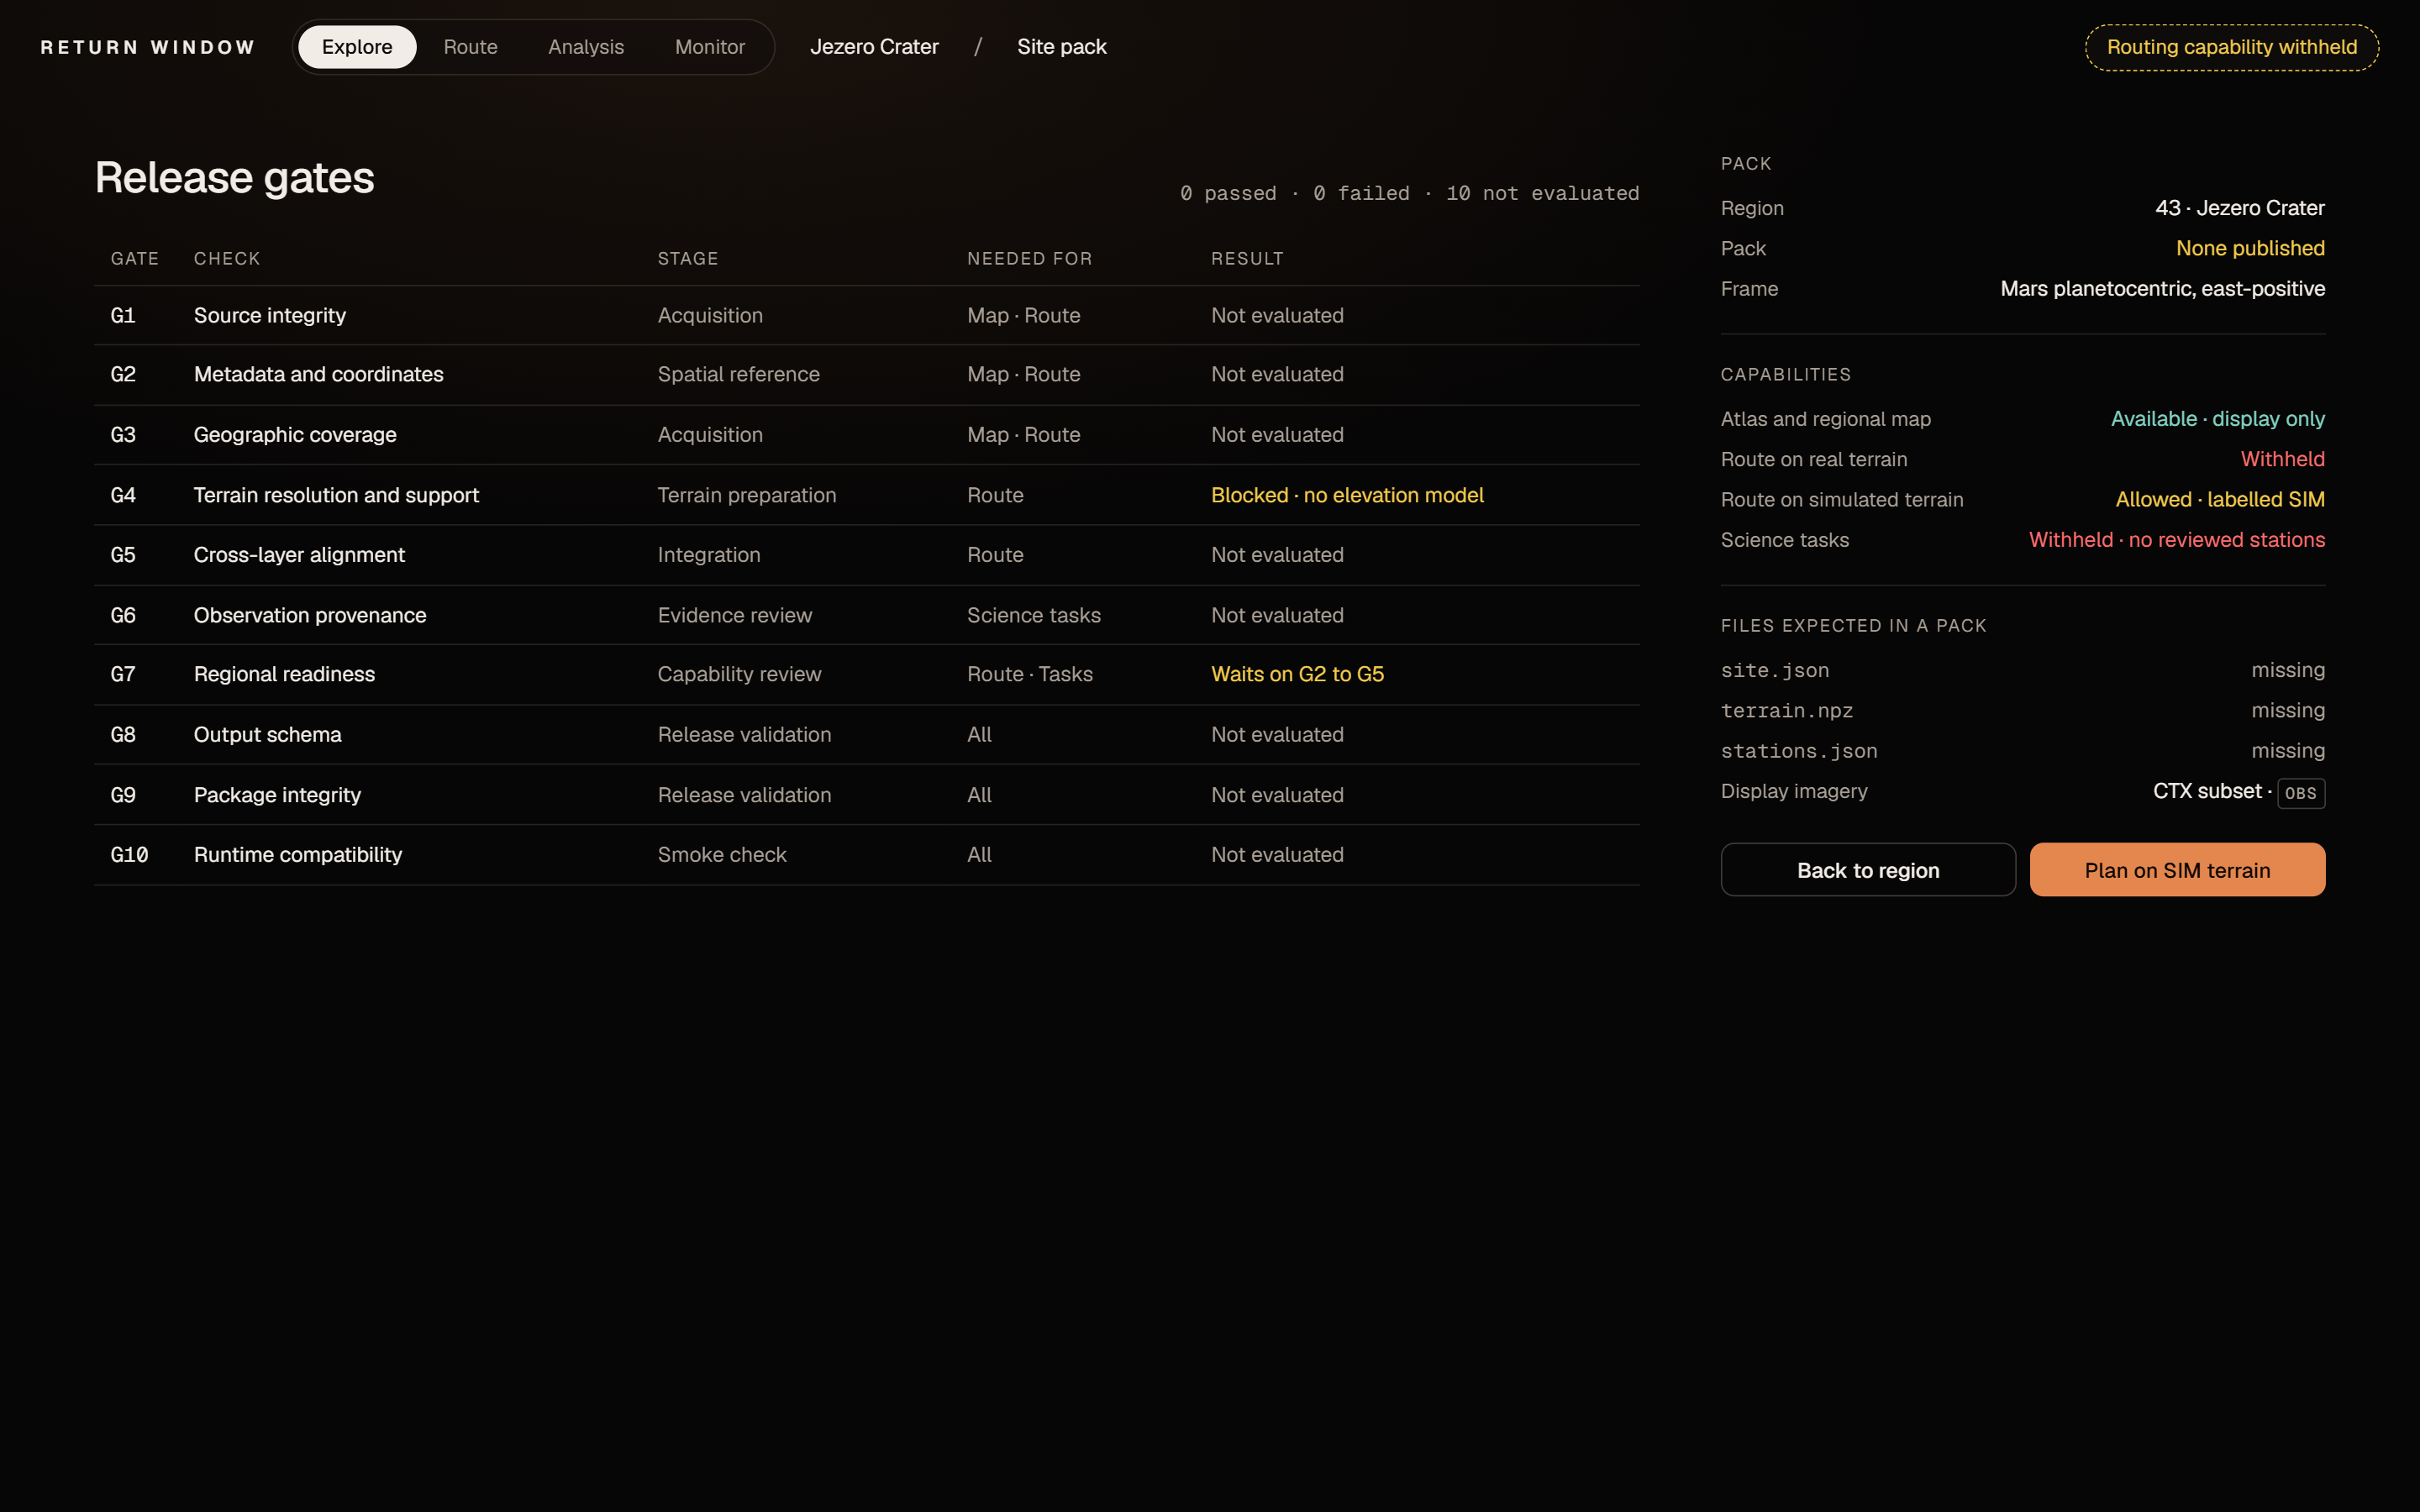 RETURN WINDOW Explore Route Analysis Monitor Jezero Crater / Site pack Routing capability withheld
Release gates
0 passed · 0 failed · 10 not evaluated
GATE CHECK STAGE NEEDED FOR RESULT
G1 Source integrity Acquisition Map · Route Not evaluated
G2 Metadata and coordinates Spatial reference Map · Route Not evaluated
G3 Geographic coverage Acquisition Map · Route Not evaluated
G4 Terrain resolution and support Terrain preparation Route Blocked · no elevation model
G5 Cross-layer alignment Integration Route Not evaluated
G6 Observation provenance Evidence review Science tasks Not evaluated
G7 Regional readiness Capability review Route · Tasks Waits on G2 to G5
G8 Output schema Release validation All Not evaluated
G9 Package integrity Release validation All Not evaluated
G10 Runtime compatibility Smoke check All Not evaluated
PACK
Region 43 · Jezero Crater
Pack None published
Frame Mars planetocentric, east-positive
CAPABILITIES
Atlas and regional map Available · display only
Route on real terrain Withheld
Route on simulated terrain Allowed · labelled SIM
Science tasks Withheld · no reviewed stations
FILES EXPECTED IN A PACK
site.json missing
terrain.npz missing
stations.json missing
Display imagery CTX subset · OBS
Back to region Plan on SIM terrain